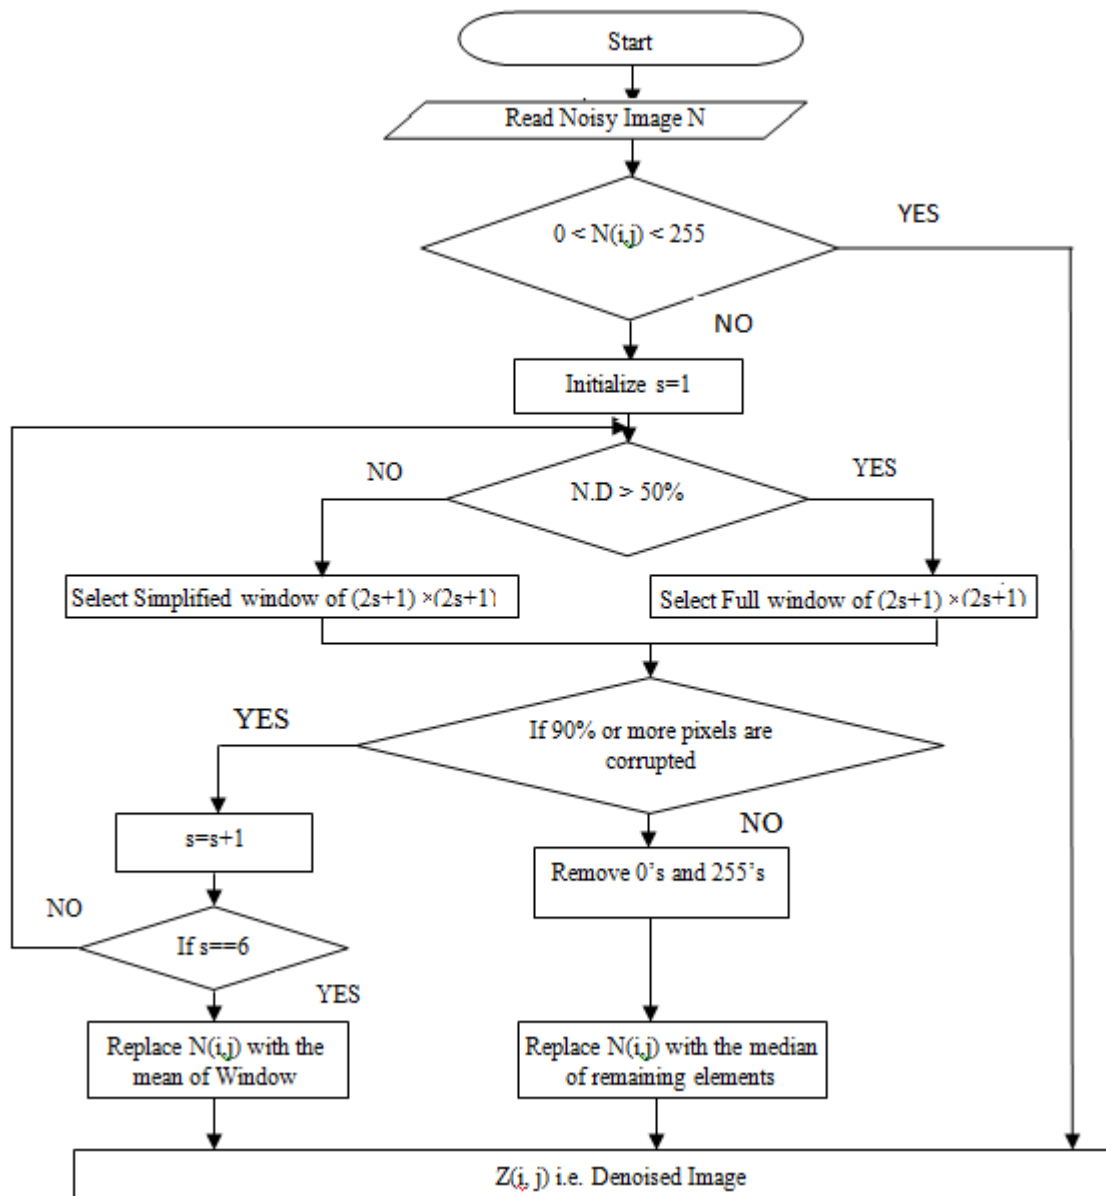 Start
Read Noisy Image N
0 < N(i,j) < 255
YES
NO
Initialize s=1
NO
N.D > 50%
YES
Select Simplified window of (2s+1) ×(2s+1)
Select Full window of (2s+1) ×(2s+1)
YES
If 90% or more pixels are
corrupted
NO
s=s+1
Remove 0's and 255's
NO
If s==6
YES
Replace N(i,j) with the
mean of Window
Replace N(i,j) with the median
of remaining elements
Z(i, j) i.e. Denoised Image